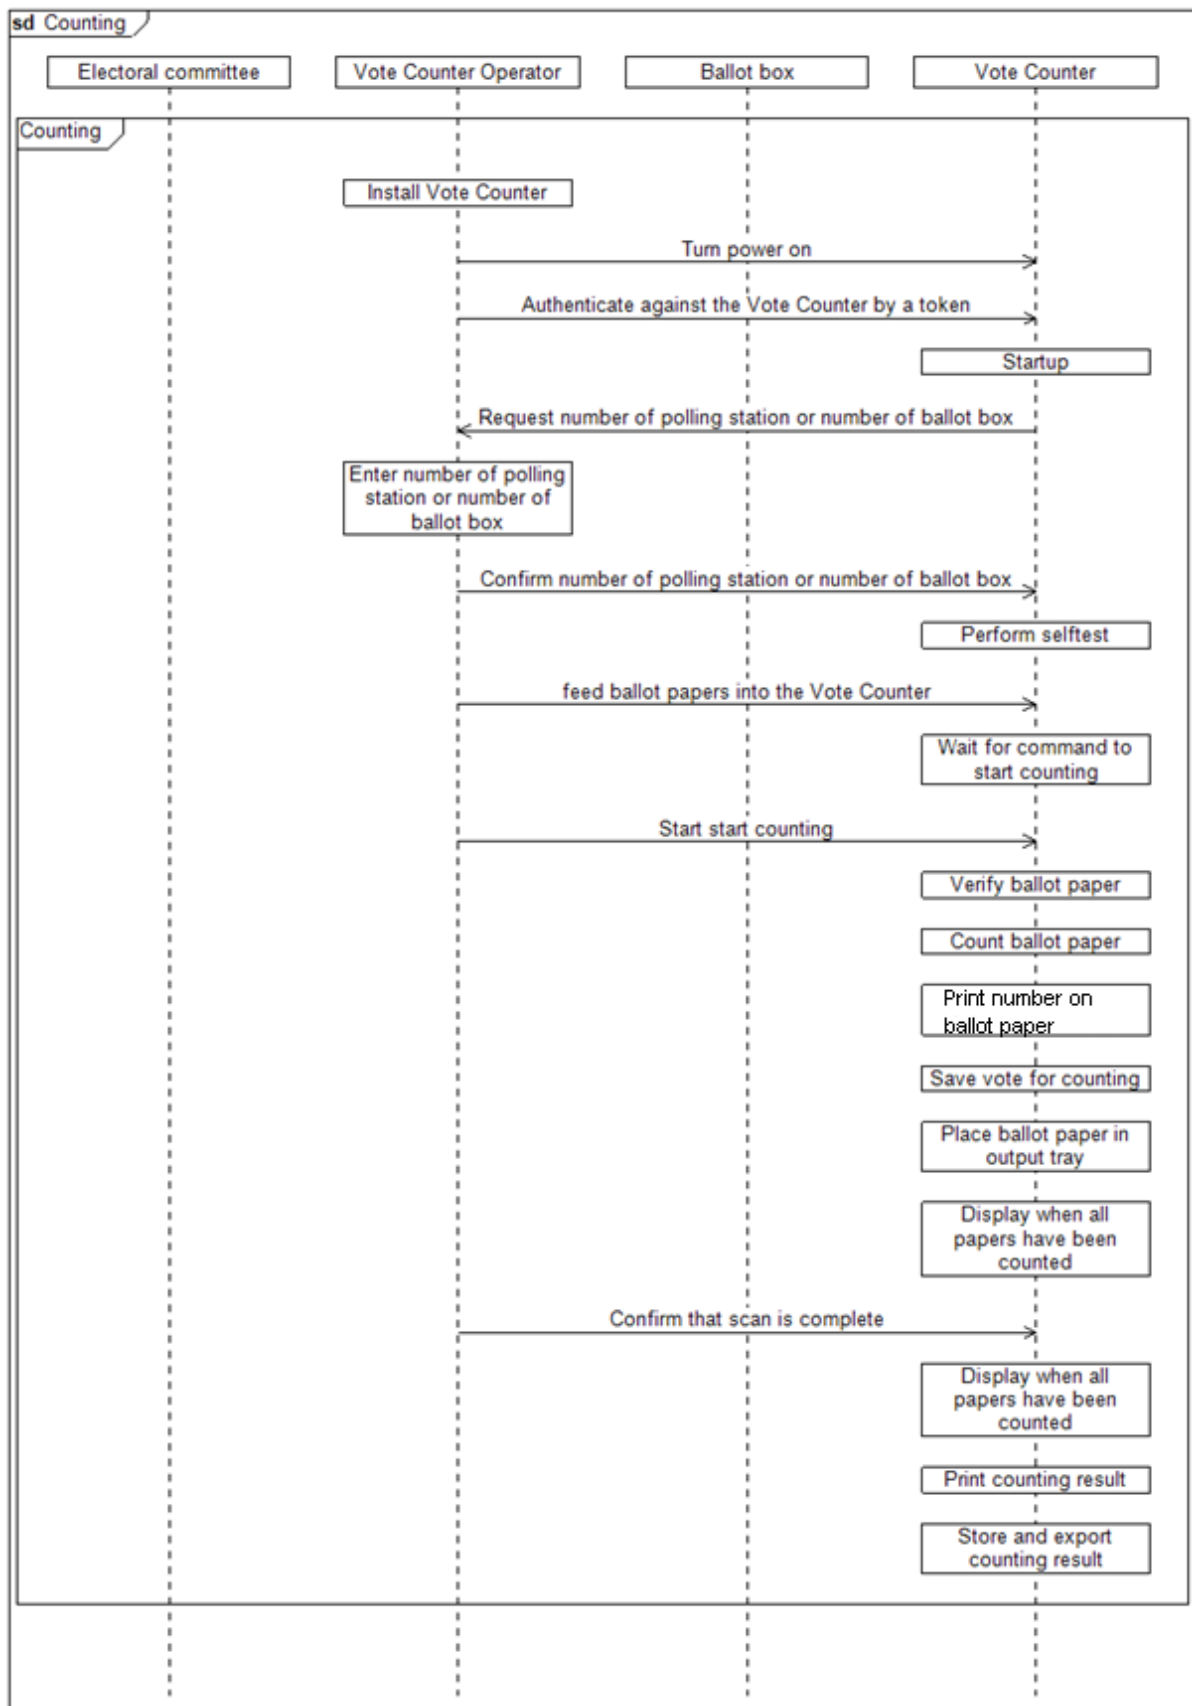 sd Counting
Electoral committee
Vote Counter Operator
Ballot box
Vote Counter
Counting
Install Vote Counter
Turn power on
Authenticate against the Vote Counter by a token
Startup
Request number of polling station or number of ballot box
Enter number of polling
station or number of
ballot box
Confirm number of polling station or number of ballot box
Perform selftest
feed ballot papers into the Vote Counter
Wait for command to
start counting
Start start counting
Verify ballot paper
Count ballot paper
Print number on
ballot paper
Save vote for counting
Place ballot paper in
output tray
Display when all
papers have been
counted
Confirm that scan is complete
Display when all
papers have been
counted
Print counting result
Store and export
counting result